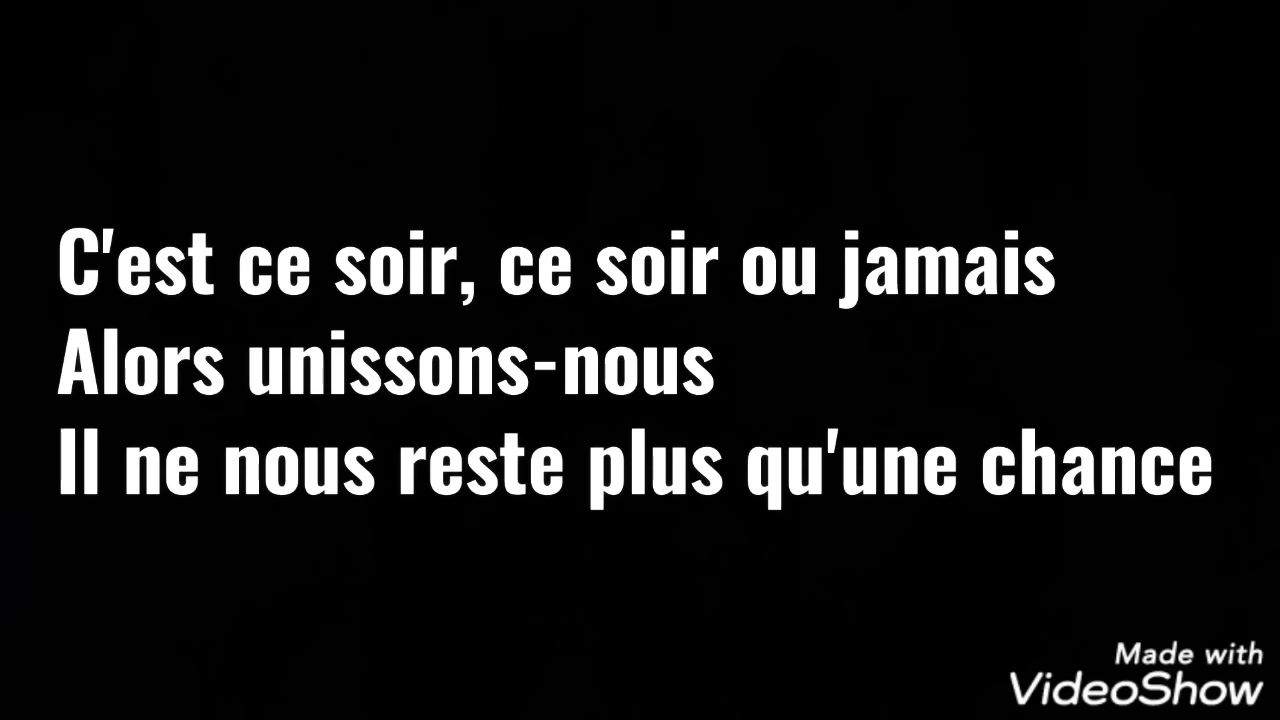 C'est ce soir, ce soir ou jamais
Alors unissons-nous
Il ne nous reste plus qu'une chance
Made with
VideoShow